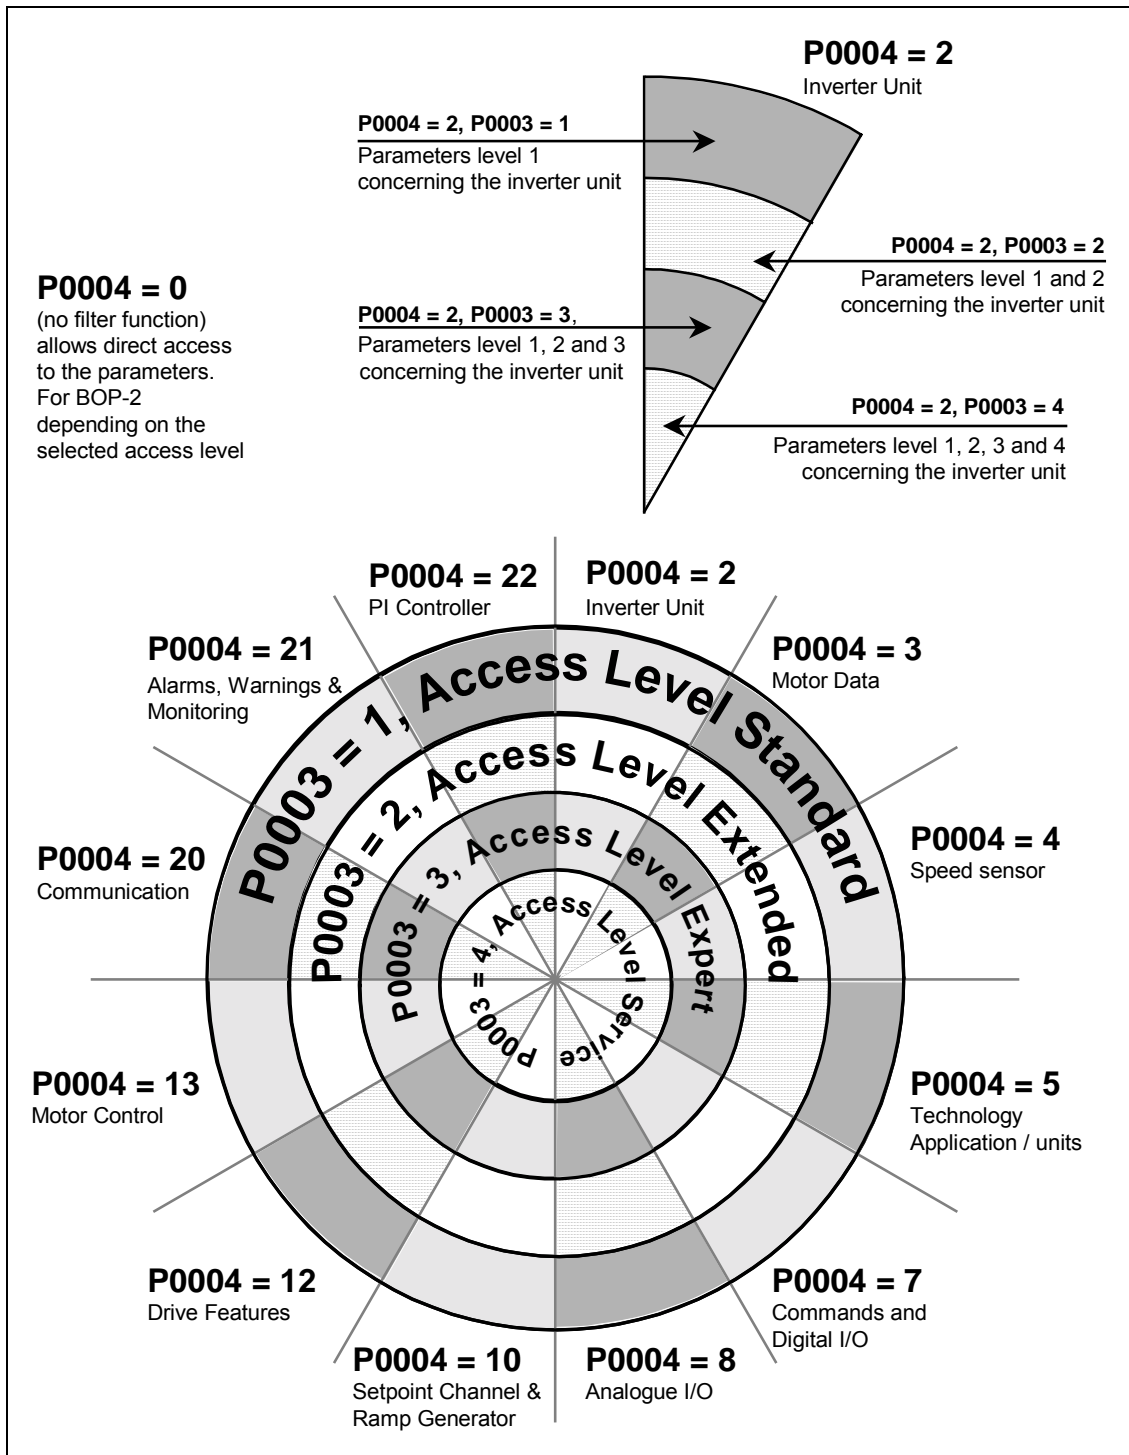 P0004 = 2
Inverter Unit
P0004 = 2, P0003 = 1
Parameters level 1
concerning the inverter unit
P0004 = 2, P0003 = 2
Parameters level 1 and 2
concerning the inverter unit
P0004 = 0
(no filter function)
allows direct access
to the parameters.
For BOP-2
depending on the
selected access level
P0004 = 2, P0003 = 3,
Parameters level 1, 2 and 3
concerning the inverter unit
P0004 = 2, P0003 = 4
Parameters level 1, 2, 3 and 4
concerning the inverter unit
P0004 = 22
PI Controller
P0004 = 2
Inverter Unit
P0004 = 21
Alarms, Warnings &
Monitoring
P0004 = 3
Motor Data
P0003 = 1, Access Level Standard
P0003 = 2, Access Level Extended
P0003 = 3, Access Level Expert
P0003 = 4, Access Level Service
P0004 = 20
Communication
P0004 = 4
Speed sensor
P0004 = 13
Motor Control
P0004 = 5
Technology
Application / units
P0004 = 12
Drive Features
P0004 = 7
Commands and
Digital I/O
P0004 = 10
Setpoint Channel &
Ramp Generator
P0004 = 8
Analogue I/O